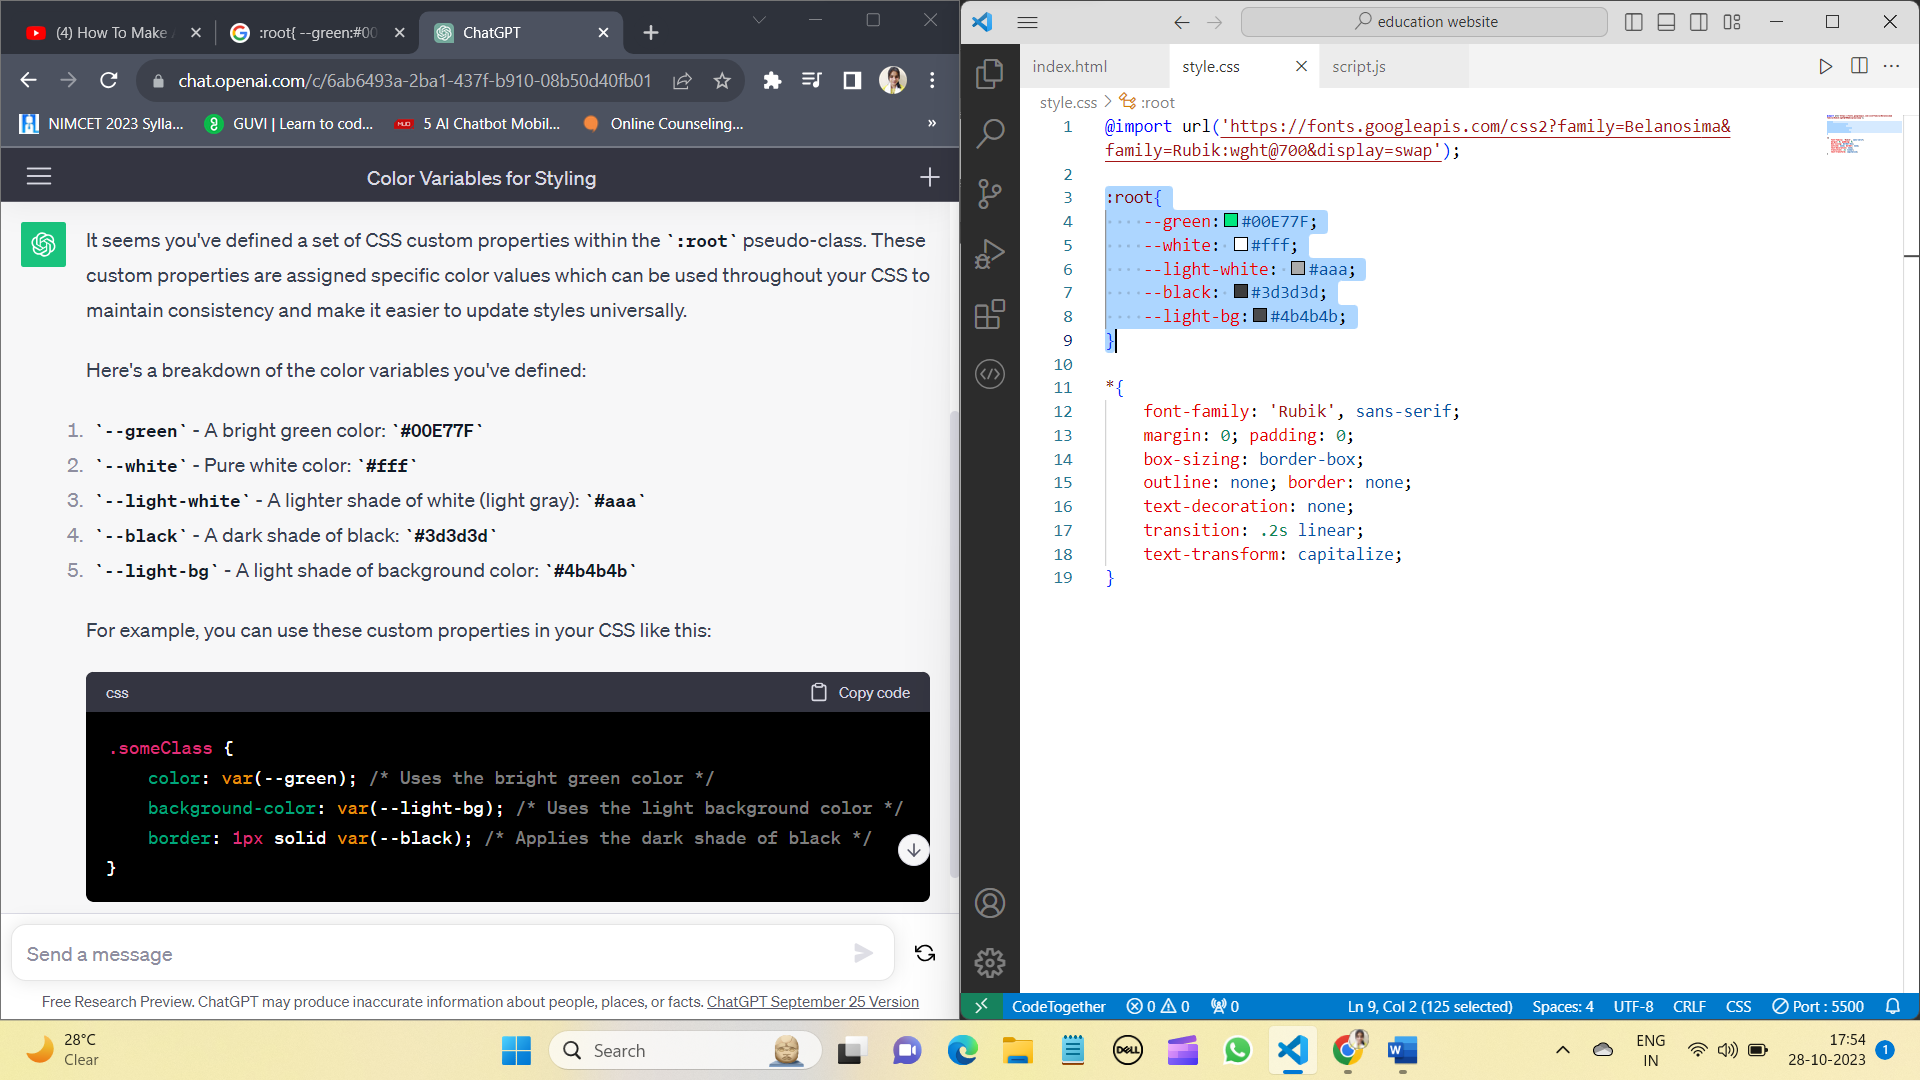 (4) How To Make
:root{ --green:#00
ChatGPT
chat.openai.com/c/6ab6493a-2ba1-437f-b910-08b50d40fb01
NIMCET 2023 Sylla...
GUVI | Learn to cod...
5 AI Chatbot Mobil...
Online Counseling...
»
Color Variables for Styling
It seems you've defined a set of CSS custom properties within the `:root` pseudo-class. These
custom properties are assigned specific color values which can be used throughout your CSS to
maintain consistency and make it easier to update styles universally.
Here's a breakdown of the color variables you've defined:
1. `--green` - A bright green color: `#00E77F`
2. `--white` - Pure white color: `#fff`
3. `--light-white` - A lighter shade of white (light gray): `#aaa`
4. `--black` - A dark shade of black: `#3d3d3d`
5. `--light-bg` - A light shade of background color: `#4b4b4b`
For example, you can use these custom properties in your CSS like this:
css
Copy code
.someClass {
color: var(--green); /* Uses the bright green color */
background-color: var(--light-bg); /* Uses the light background color */
border: 1px solid var(--black); /* Applies the dark shade of black */
}
Send a message
Free Research Preview. ChatGPT may produce inaccurate information about people, places, or facts. ChatGPT September 25 Version
education website
index.html
style.css
script.js
style.css > :root
1 @import url('https://fonts.googleapis.com/css2?family=Belanosima&
family=Rubik:wght@700&display=swap');
2
3 :root{
4 --green: #00E77F;
5 --white: #fff;
6 --light-white: #aaa;
7 --black: #3d3d3d;
8 --light-bg: #4b4b4b;
9 }
10
11 *{
12 font-family: 'Rubik', sans-serif;
13 margin: 0; padding: 0;
14 box-sizing: border-box;
15 outline: none; border: none;
16 text-decoration: none;
17 transition: .2s linear;
18 text-transform: capitalize;
19 }
CodeTogether
0 0
0
Ln 9, Col 2 (125 selected)
Spaces: 4
UTF-8
CRLF
CSS
Port : 5500
28°C
Clear
Search
DELL
ENG
IN
17:54
28-10-2023
1